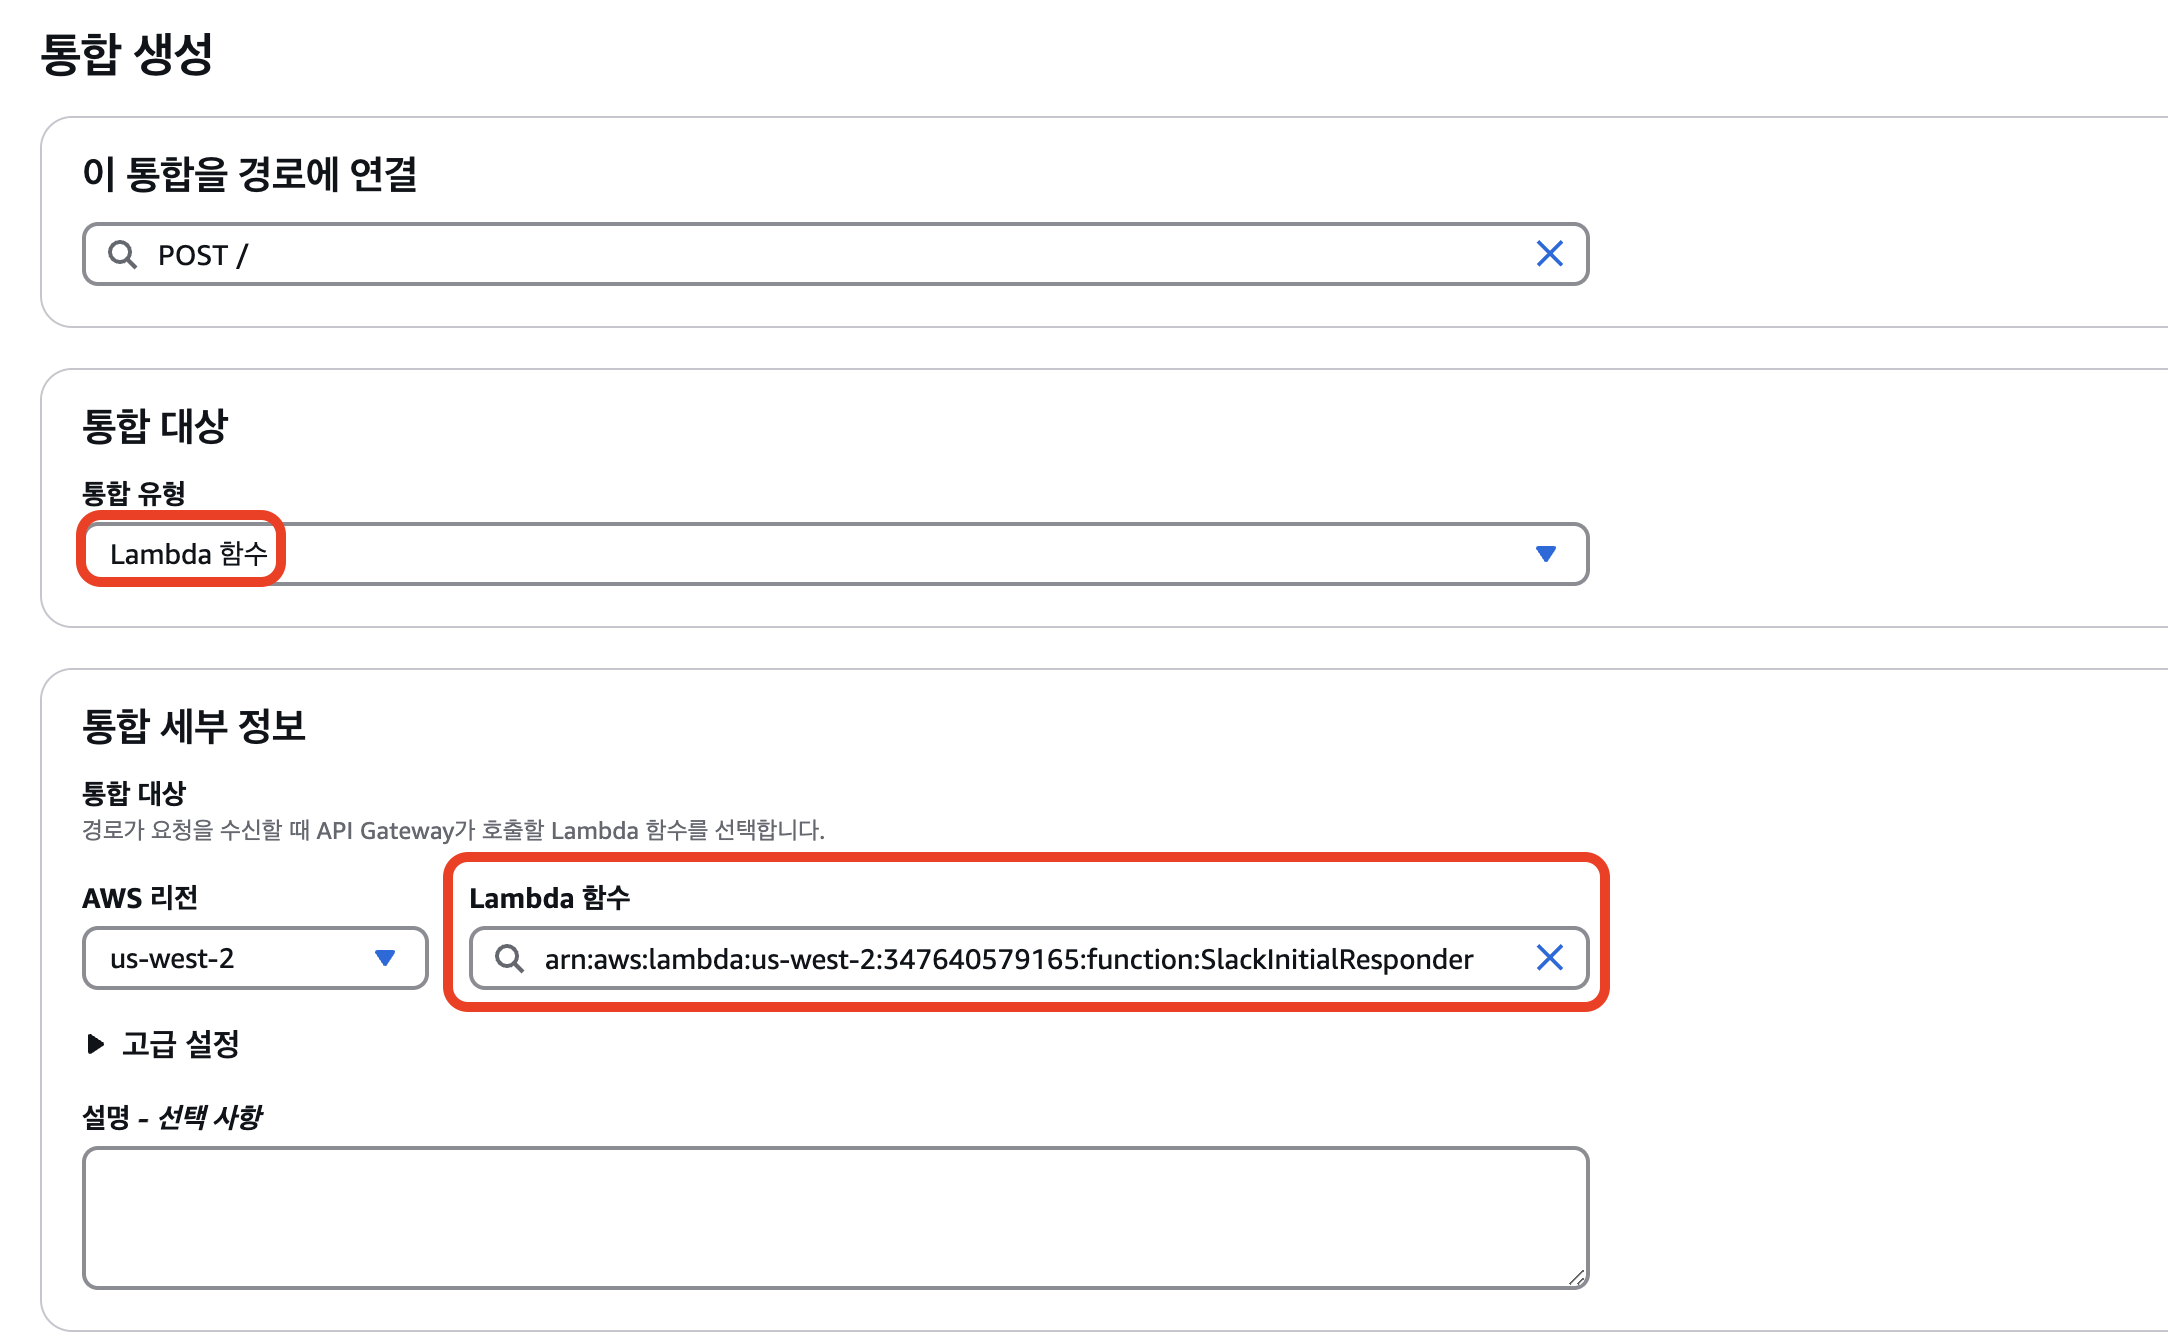 통합 생성
이 통합을 경로에 연결
POST /
통합 대상
통합 유형
Lambda 함수
통합 세부 정보
통합 대상
경로가 요청을 수신할 때 API Gateway가 호출할 Lambda 함수를 선택합니다.
AWS 리전
Lambda 함수
us-west-2
arn:aws:lambda:us-west-2:347640579165:function:SlackInitialResponder
고급 설정
설명 - 선택 사항